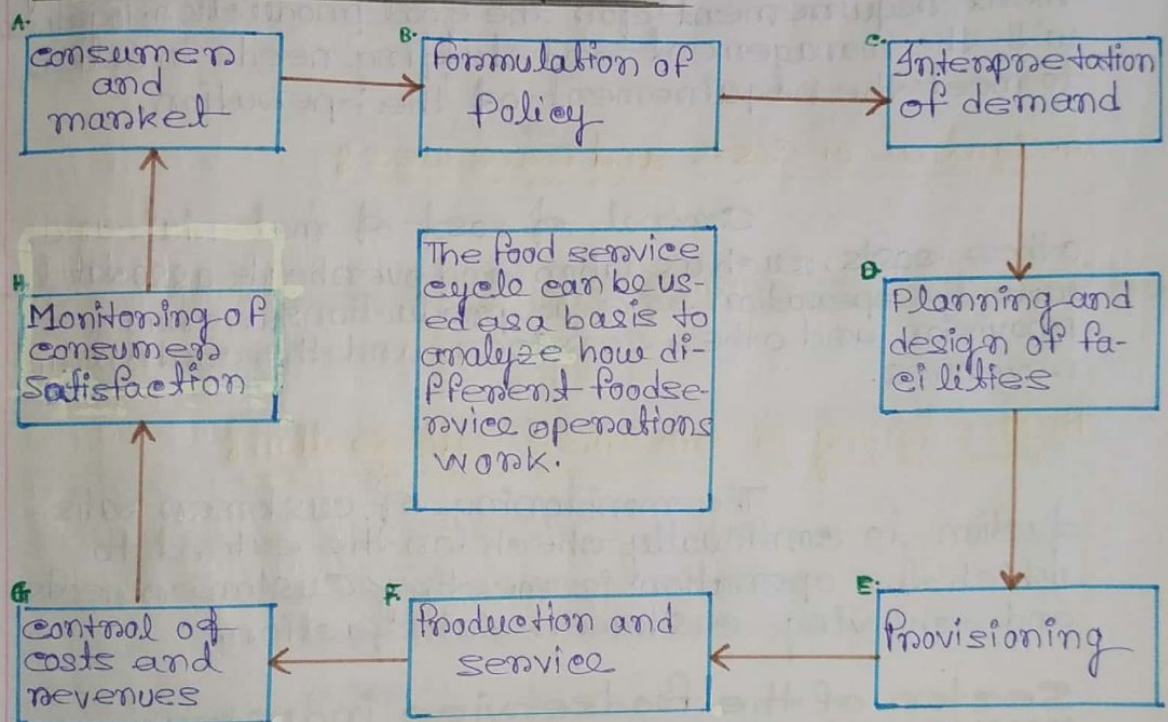 A.
Consumer
and
market
B.
Formulation of
Policy
C.
Interpretation
of demand
D.
Planning and
design of fa-
cilities
E.
Provisioning
F.
Production and
service
G
Control of
costs and
revenues
H.
Monitoring of
consumer
Satisfaction
The food service
cycle can be us-
ed as a basis to
analyze how di-
fferent foodse-
rvice operations
work.